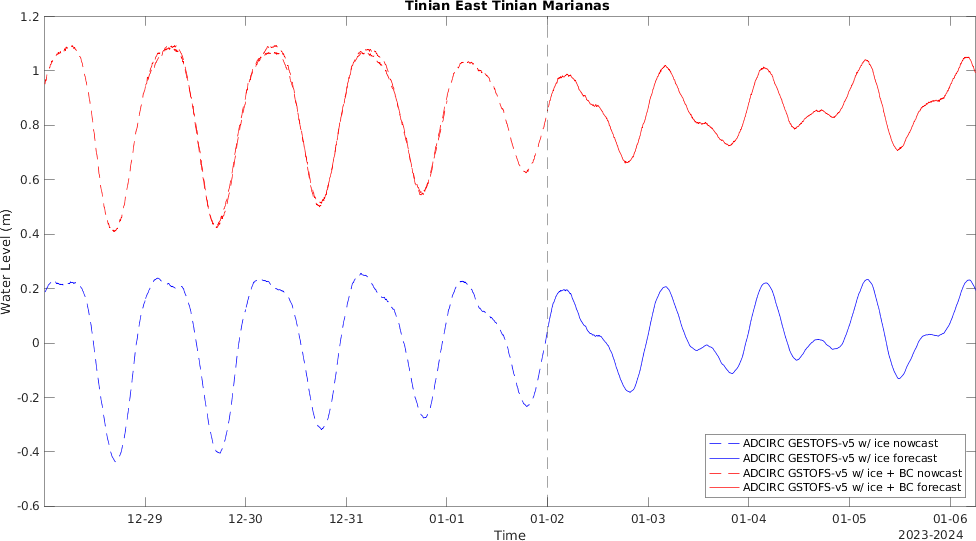 Tinian East Tinian Marianas
1.2
1
0.8
0.6
0.4
0.2
0
-0.2
-0.4
-0.6
Water Level (m)
ADCIRC GESTOFS-v5 w/ ice nowcast
ADCIRC GESTOFS-v5 w/ ice forecast
ADCIRC GSTOFS-v5 w/ ice + BC nowcast
ADCIRC GSTOFS-v5 w/ ice + BC forecast
12-29 12-30 12-31 01-01 01-02 01-03 01-04 01-05 01-06
Time
2023-2024